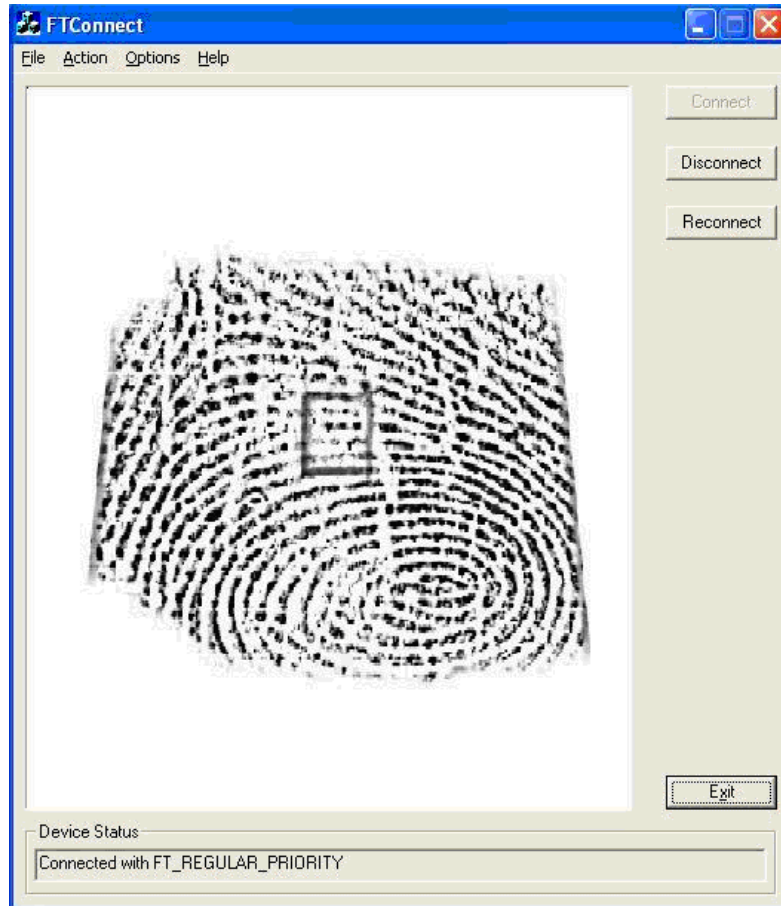 FTConnect
File Action Options Help
Connect
Disconnect
Reconnect
Exit
Device Status
Connected with FT_REGULAR_PRIORITY